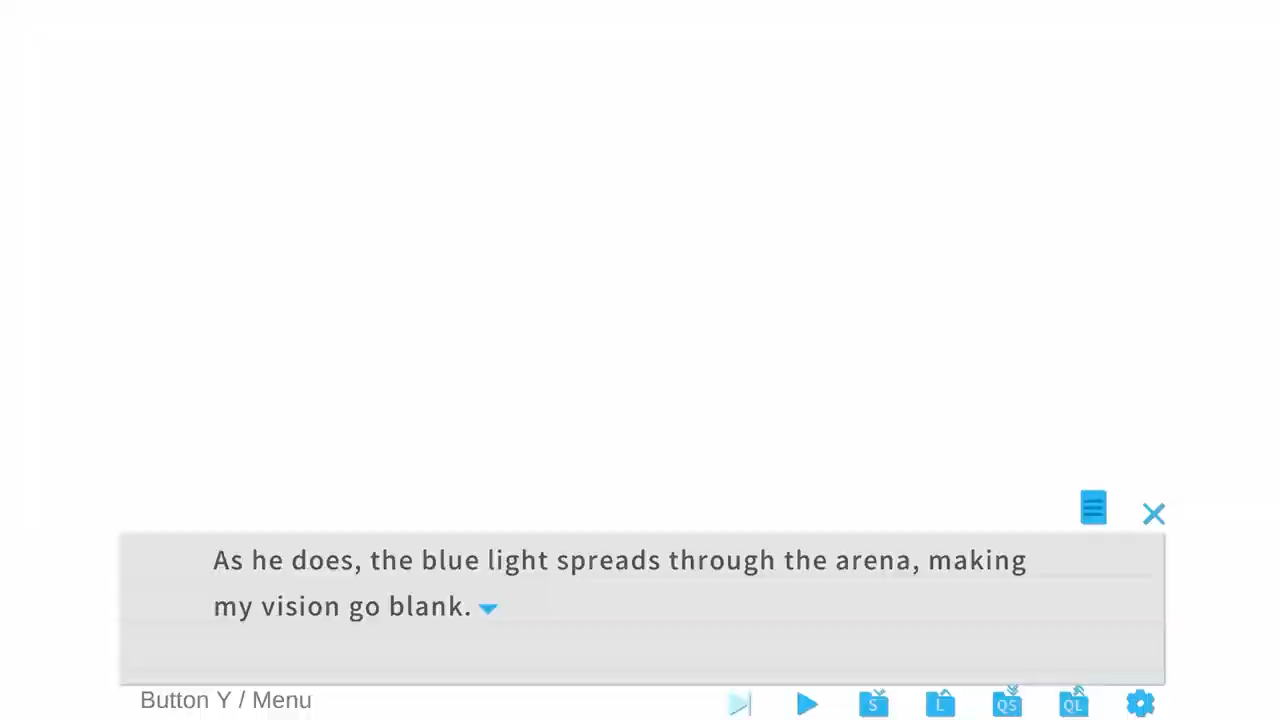 As he does, the blue light spreads through the arena, making
my vision go blank.
Button Y / Menu
S
L
QS
QL